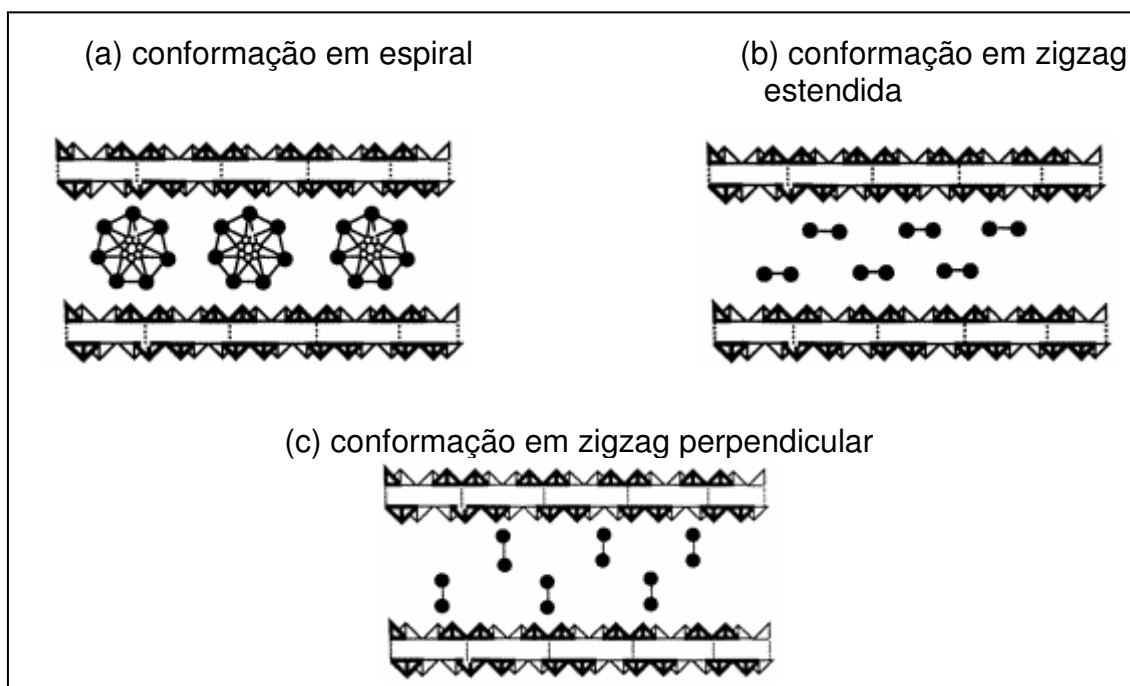 (a) conformação em espiral
(b) conformação em zigzag
estendida
(c) conformação em zigzag perpendicular